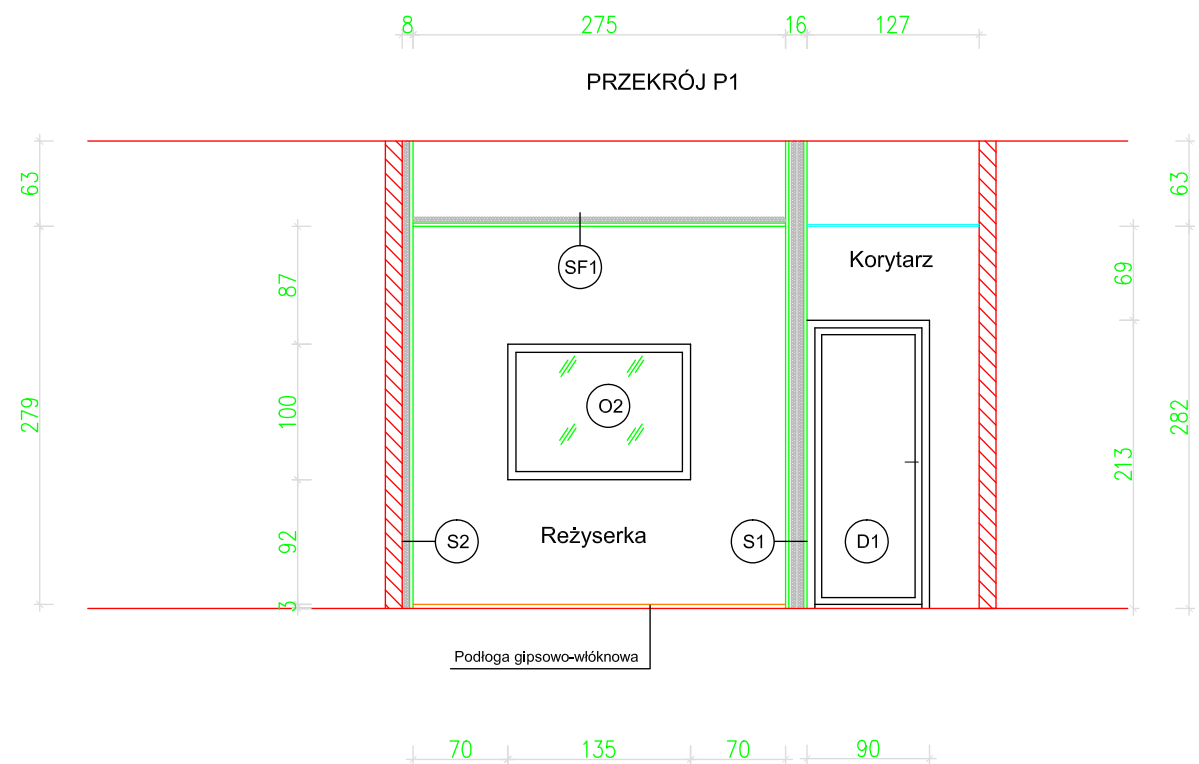 8 275 16 127
PRZEKRÓJ P1
63
63
SF1
Korytarz
87
69
O2
100
279
282
213
92
S2
Reżyserka
S1
D1
3
Podłoga gipsowo-włóknowa
70 135 70 90